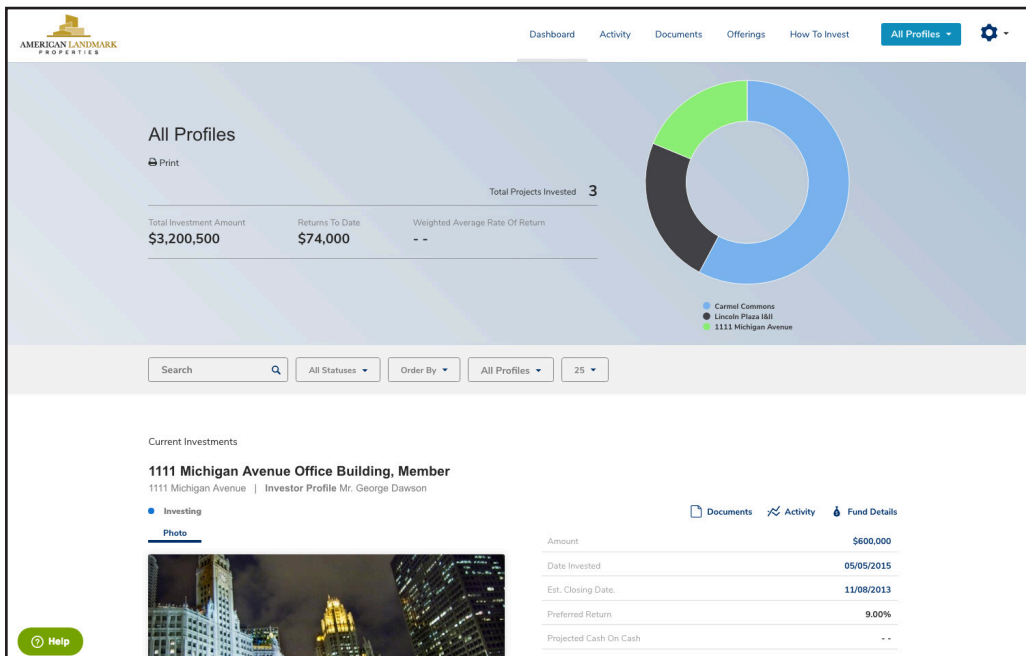 AMERICAN LANDMARK
PROPERTIES
Dashboard Activity Documents Offerings How To Invest All Profiles
All Profiles
Print
Total Projects Invested 3
Total Investment Amount Returns To Date Weighted Average Rate Of Return
$3,200,500 $74,000 - -
Carmel Commons
Lincoln Plaza I&II
1111 Michigan Avenue
Search All Statuses Order By All Profiles 25
Current Investments
1111 Michigan Avenue Office Building, Member
1111 Michigan Avenue | Investor Profile Mr. George Dawson
Investing
Documents Activity Fund Details
Photo
Amount $600,000
Date Invested 05/05/2015
Est. Closing Date. 11/08/2013
Preferred Return 9.00%
Projected Cash On Cash - -
Help